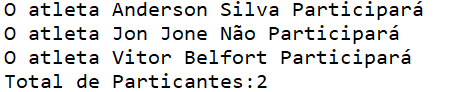 O atleta Anderson Silva Participará
O atleta Jon Jone Não Participará
O atleta Vitor Belfort Participará
Total de Particantes:2